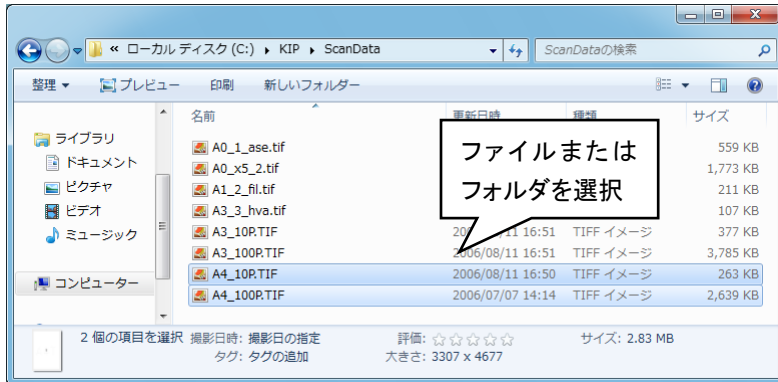 « ローカル ディスク (C:) ▸ KIP ▸ ScanData
ScanDataの検索
整理 ▼ プレビュー 印刷 新しいフォルダー
名前 更新日時 種類 サイズ
ライブラリ
ドキュメント
ピクチャ
ビデオ
ミュージック
コンピューター
A0_1_ase.tif 559 KB
A0_x5_2.tif 1,773 KB
A1_2_fil.tif 211 KB
A3_3_hva.tif 107 KB
A3_10P.TIF 16:51 TIFF イメージ 377 KB
A3_100P.TIF 2006/08/11 16:51 TIFF イメージ 3,785 KB
A4_10P.TIF 2006/08/11 16:50 TIFF イメージ 263 KB
A4_100P.TIF 2006/07/07 14:14 TIFF イメージ 2,639 KB
ファイルまたは
フォルダを選択
2 個の項目を選択 撮影日時: 撮影日の指定 評価: ☆☆☆☆☆ サイズ: 2.83 MB
タグ: タグの追加 大きさ: 3307 x 4677